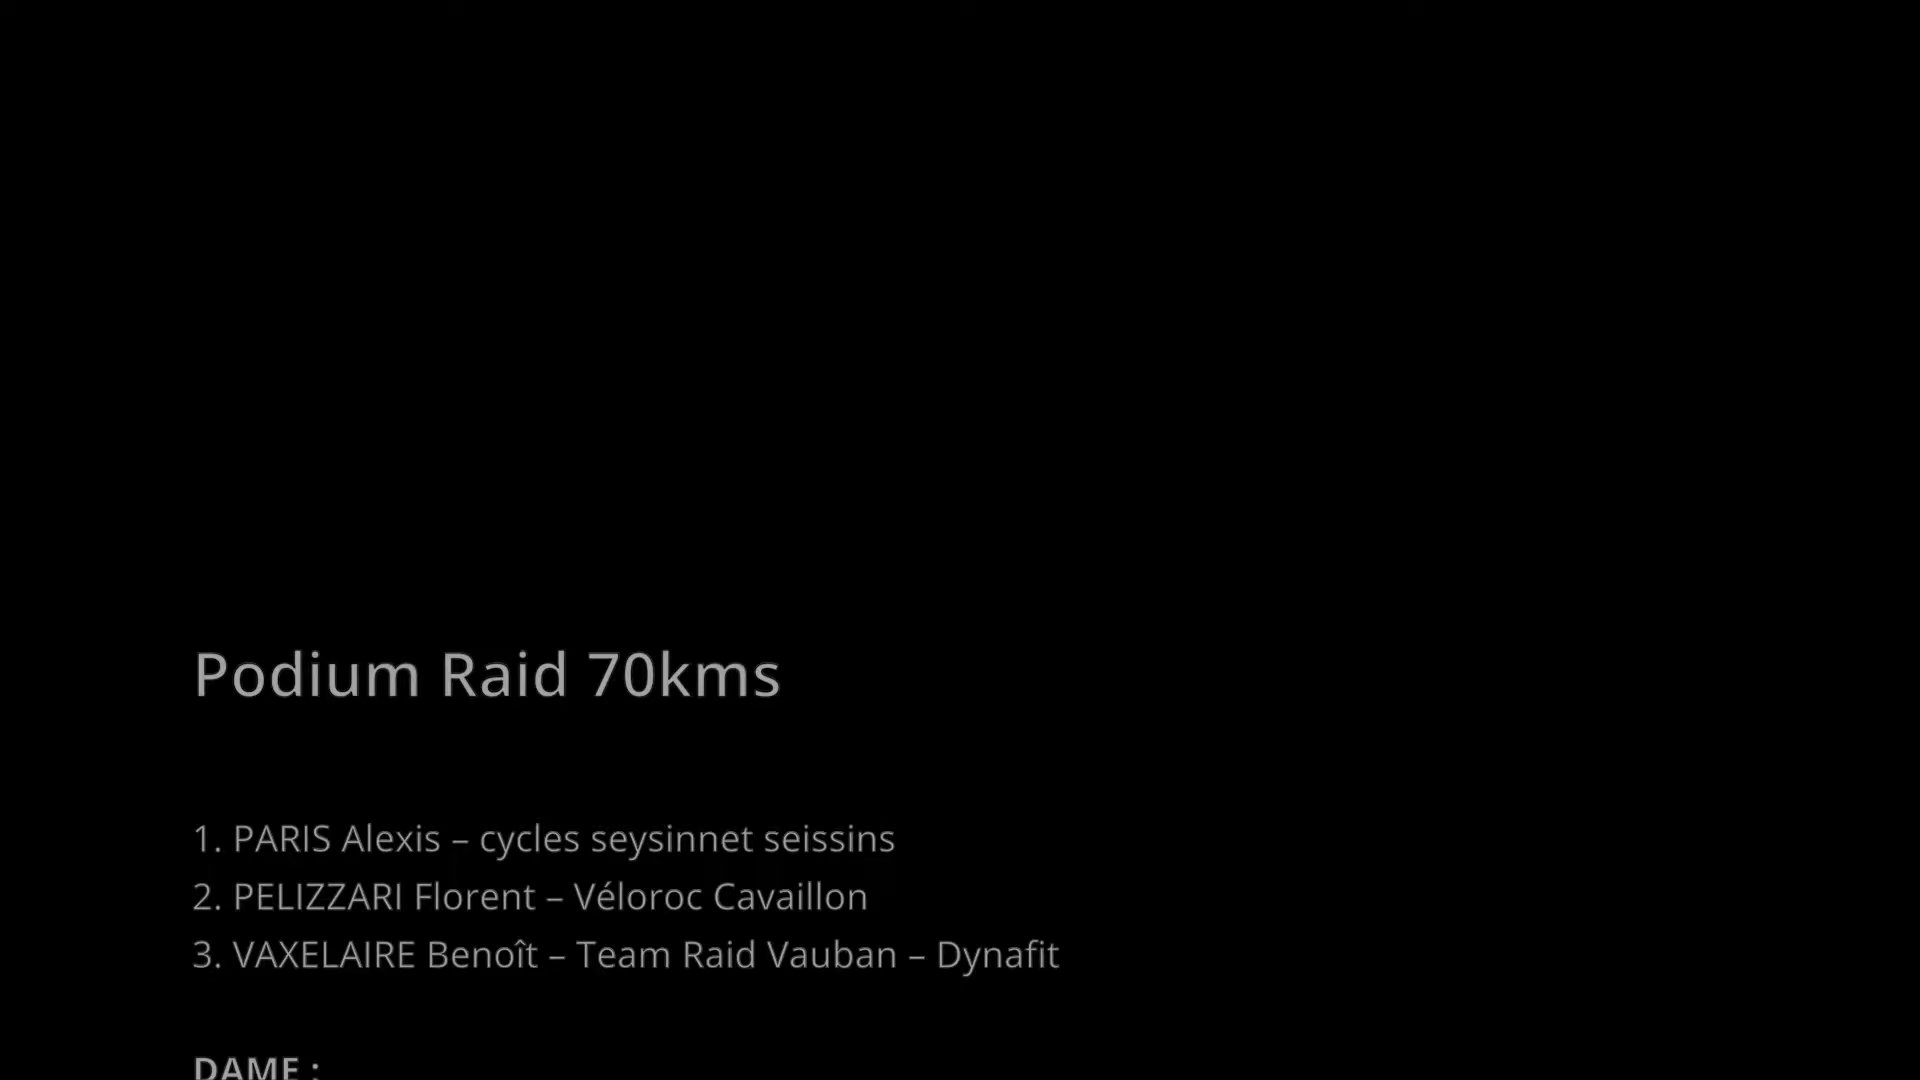 Podium Raid 70kms
1. PARIS Alexis – cycles seysinnet seissins
2. PELIZZARI Florent – Véloroc Cavaillon
3. VAXELAIRE Benoît – Team Raid Vauban – Dynafit
DAME :